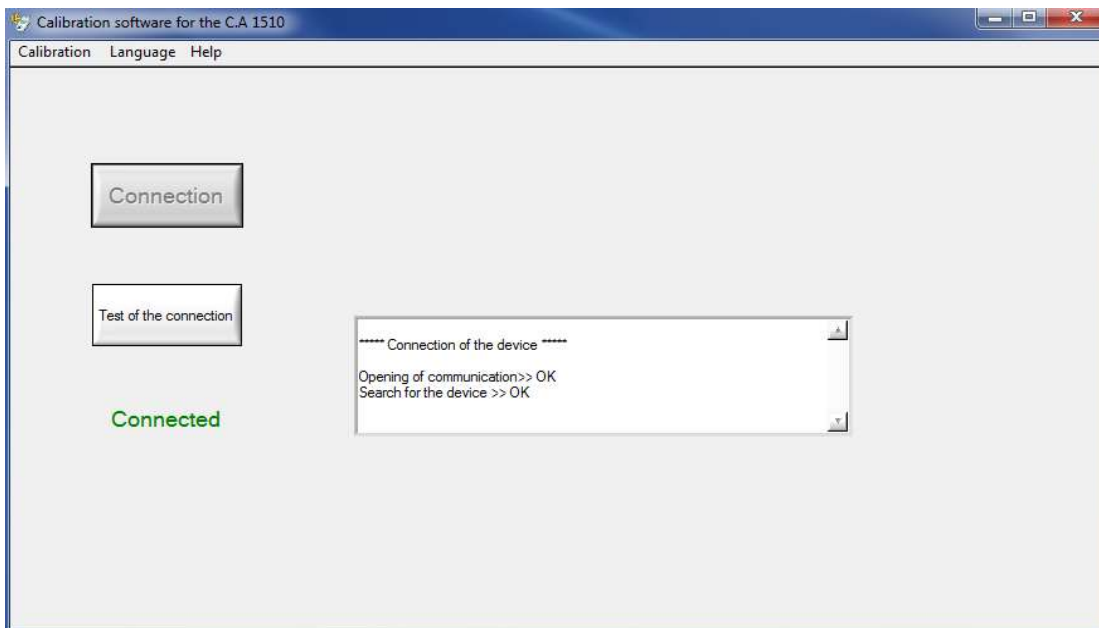 Calibration software for the C.A 1510
Calibration Language Help
Connection
Test of the connection
***** Connection of the device *****
Opening of communication>> OK
Search for the device >> OK
Connected